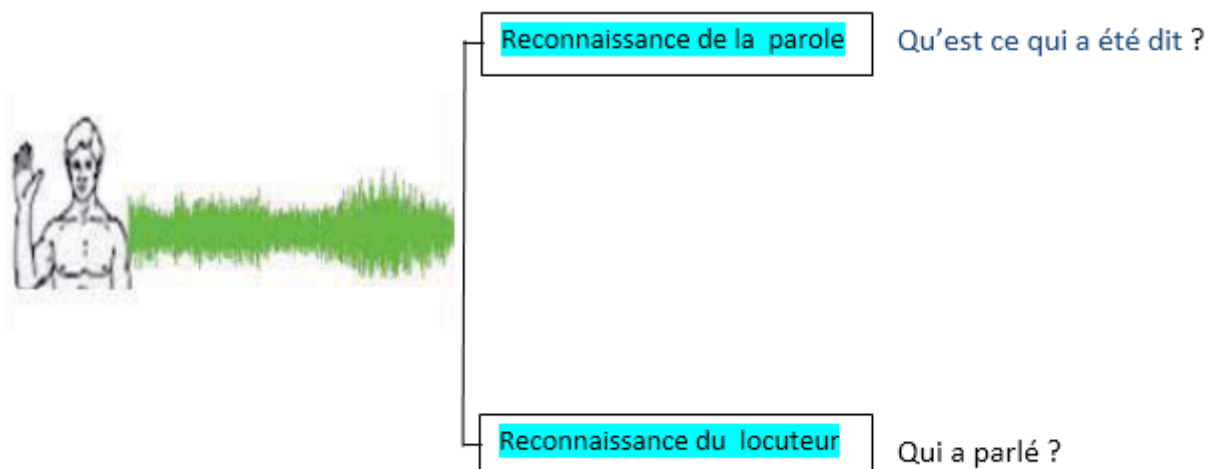 Reconnaissance de la parole
Qu'est ce qui a été dit ?
Reconnaissance du locuteur
Qui a parlé ?